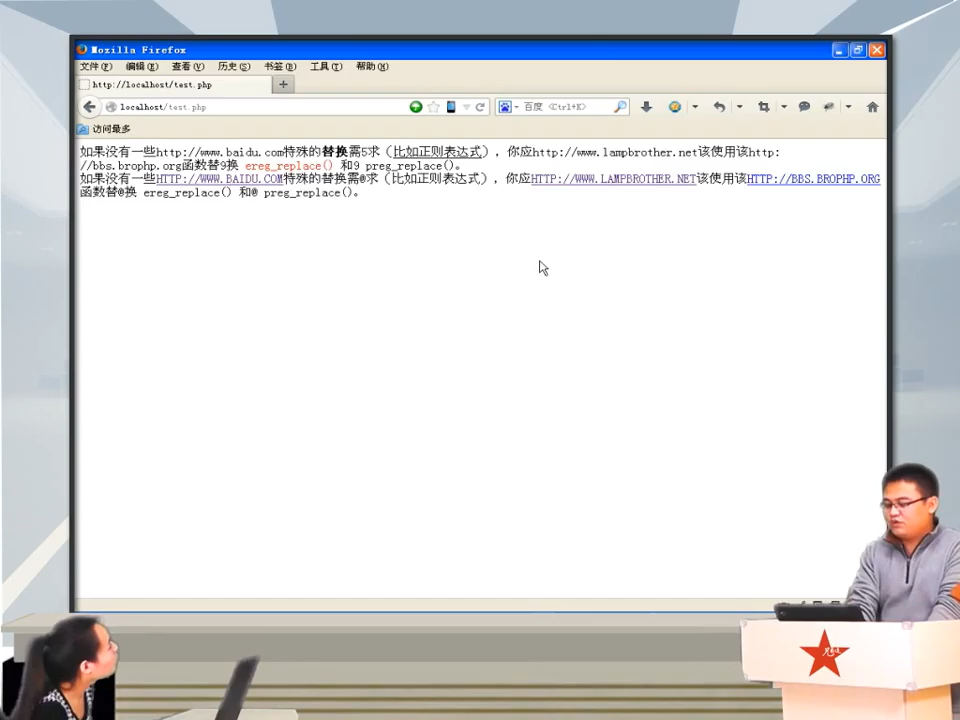 Mozilla Firefox
文件(F) 编辑(E) 查看(V) 历史(S) 书签(B) 工具(T) 帮助(H)
http://localhost/test.php
localhost/test.php 百度 <Ctrl+K>
访问最多
如果没有一些http://www.baidu.com特殊的替换需5求（比如正则表达式），你应http://www.lampbrother.net该使用该http:
//bbs.brophp.org函数替9换 ereg_replace() 和9 preg_replace()。
如果没有一些HTTP://WWW.BAIDU.COM特殊的替换需@求（比如正则表达式），你应HTTP://WWW.LAMPBROTHER.NET该使用该HTTP://BBS.BROPHP.ORG
函数替@换 ereg_replace() 和@ preg_replace()。